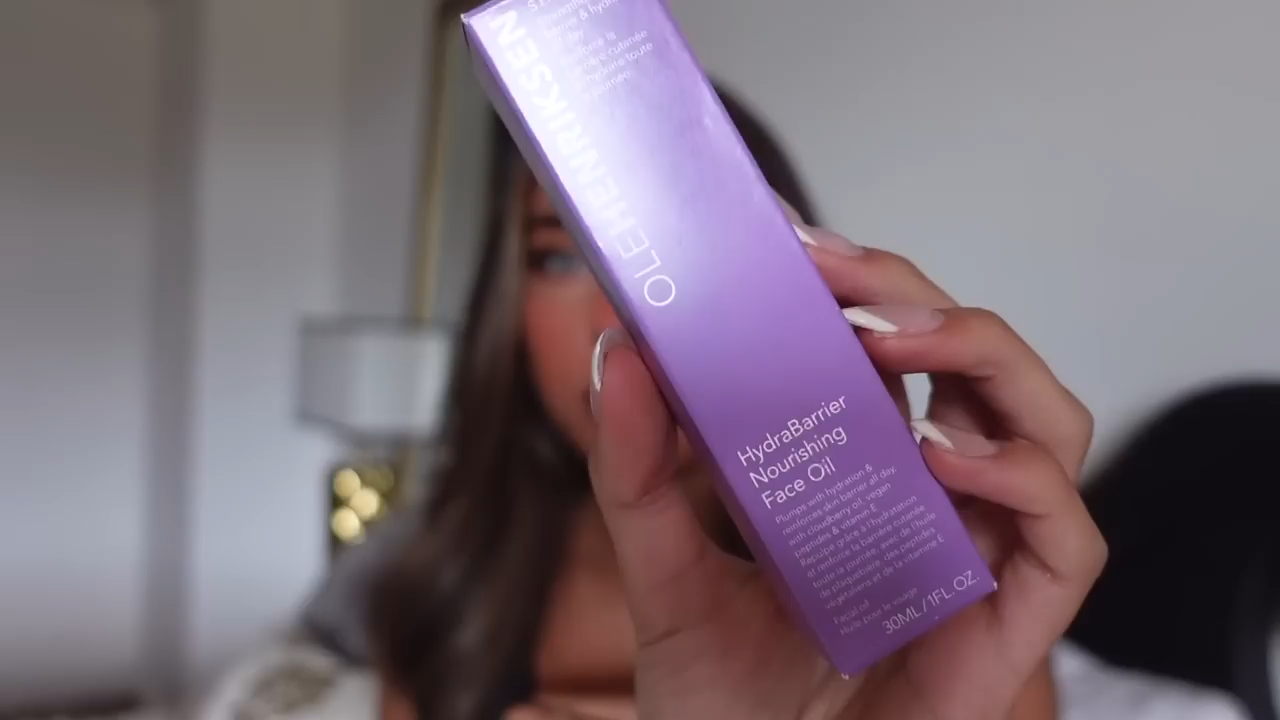 OLEHENRIKSEN
HydraBarrier
Nourishing
Face Oil
Plumps with hydration &
reinforces skin barrier all day,
with cloudberry oil, vegan
peptides & vitamin E
Repulpe grâce à l'hydratation
et renforce la barrière cutanée
toute la journée, avec de l'huile
de plaquebière, des peptides
végétaliens et de la vitamine E
Facial oil
Huile pour le visage
30ML/1FL.OZ.